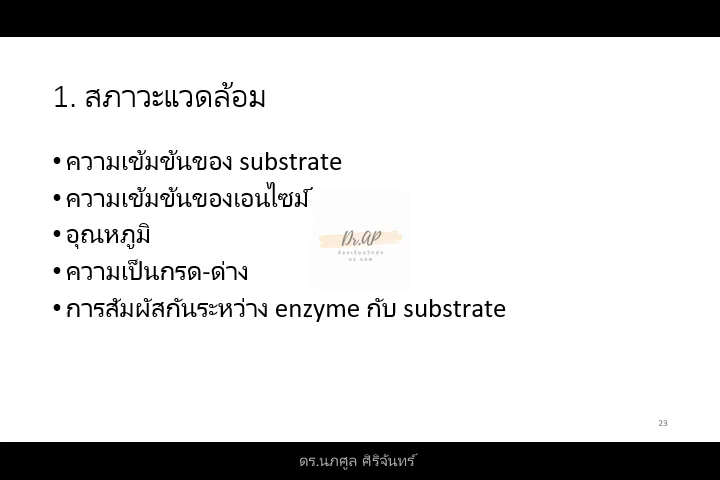 1. สภาวะแวดล้อม
• ความเข้มข้นของ substrate
• ความเข้มข้นของเอนไซม์
• อุณหภูมิ
• ความเป็นกรด-ด่าง
• การสัมผัสกันระหว่าง enzyme กับ substrate
Dr.AP
23
ดร.นภศูล ศิริจันทร์